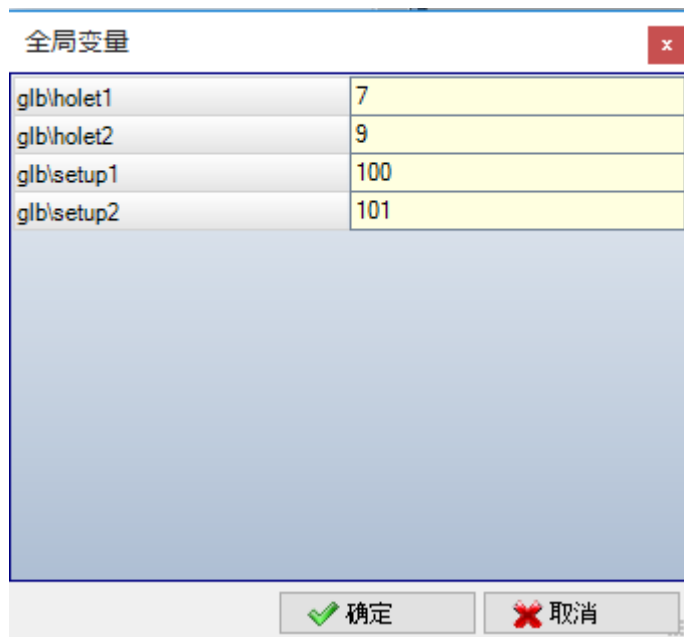 全局变量
x
glb\holet1 7
glb\holet2 9
glb\setup1 100
glb\setup2 101
确定 取消